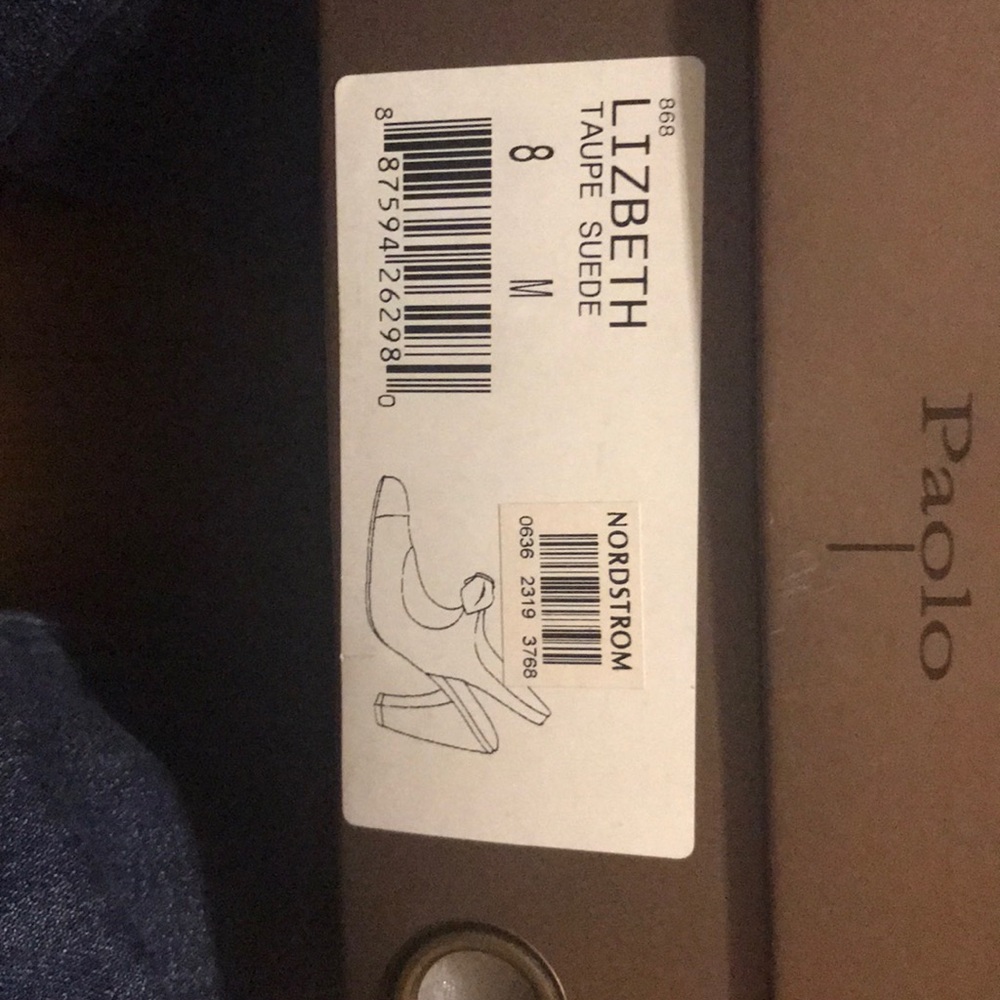 868
LIZBETH
TAUPE SUEDE
8 M
8 87594 26298 0
NORDSTROM
0636 2319 3768
Paolo